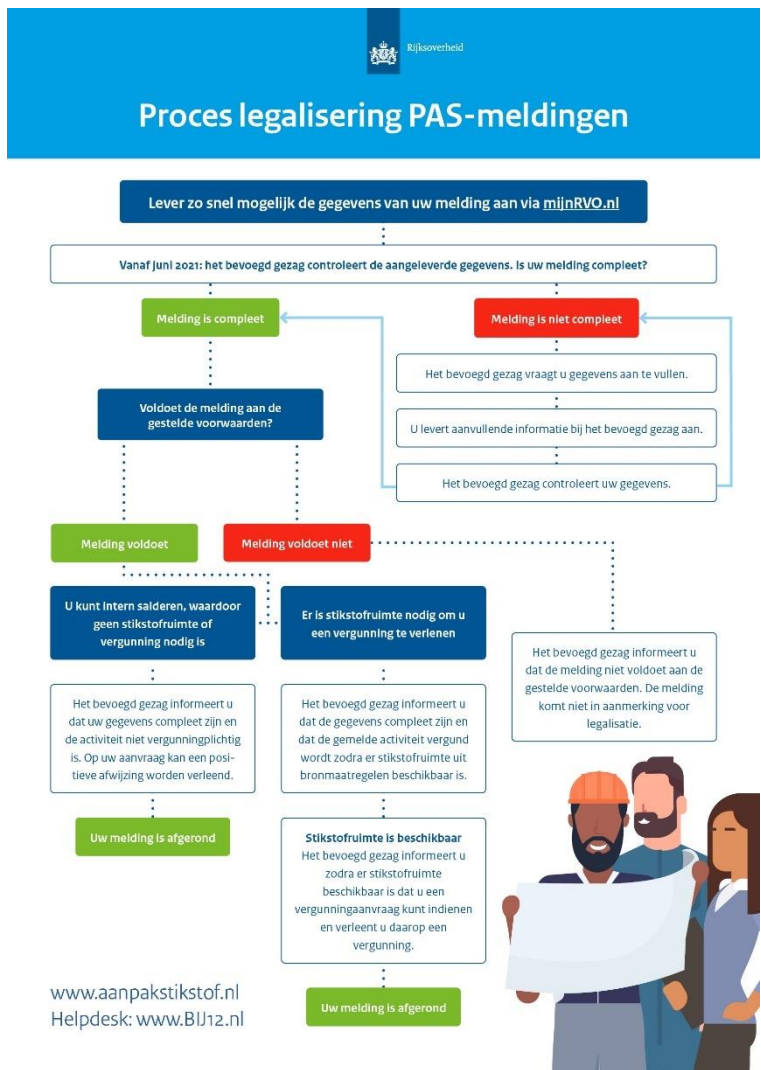 Rijksoverheid
Proces legalisering PAS-meldingen
Lever zo snel mogelijk de gegevens van uw melding aan via mijnRVO.nl
Vanaf juni 2021: het bevoegd gezag controleert de aangeleverde gegevens. Is uw melding compleet?
Melding is compleet
Melding is niet compleet
Het bevoegd gezag vraagt u gegevens aan te vullen.
U levert aanvullende informatie bij het bevoegd gezag aan.
Het bevoegd gezag controleert uw gegevens.
Voldoet de melding aan de
gestelde voorwaarden?
Melding voldoet
Melding voldoet niet
U kunt intern salderen, waardoor
geen stikstofruimte of
vergunning nodig is
Er is stikstofruimte nodig om u
een vergunning te verlenen
Het bevoegd gezag informeert u
dat de melding niet voldoet aan de
gestelde voorwaarden. De melding
komt niet in aanmerking voor
legalisatie.
Het bevoegd gezag informeert u
dat uw gegevens compleet zijn en
de activiteit niet vergunningplichtig
is. Op uw aanvraag kan een posi-
tieve afwijzing worden verleend.
Het bevoegd gezag informeert u
dat de gegevens compleet zijn en
dat de gemelde activiteit vergund
wordt zodra er stikstofruimte uit
bronmaatregelen beschikbaar is.
Uw melding is afgerond
Stikstofruimte is beschikbaar
Het bevoegd gezag informeert u
zodra er stikstofruimte
beschikbaar is dat u een
vergunningaanvraag kunt indienen
en verleent u daarop een
vergunning.
Uw melding is afgerond
www.aanpakstikstof.nl
Helpdesk: www.BIJ12.nl